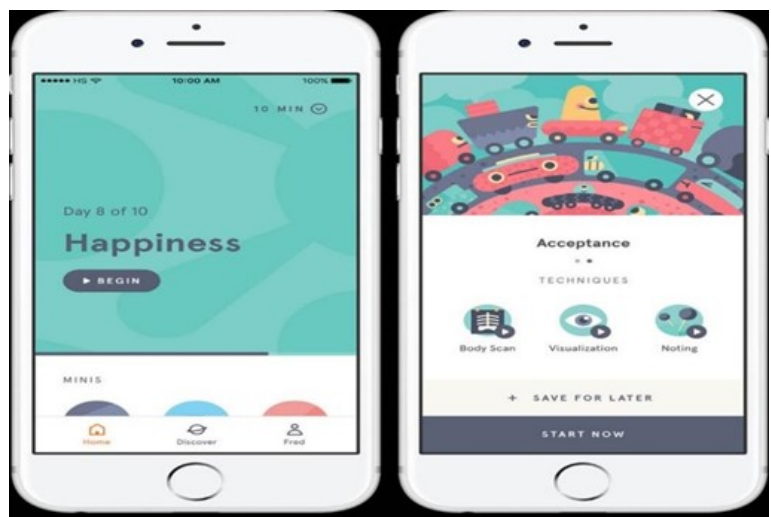 HS 10:00 AM 100%
10 MIN
Day 8 of 10
Happiness
BEGIN
MINIS
Home Discover Fred
Acceptance
TECHNIQUES
Body Scan Visualization Noting
+ SAVE FOR LATER
START NOW